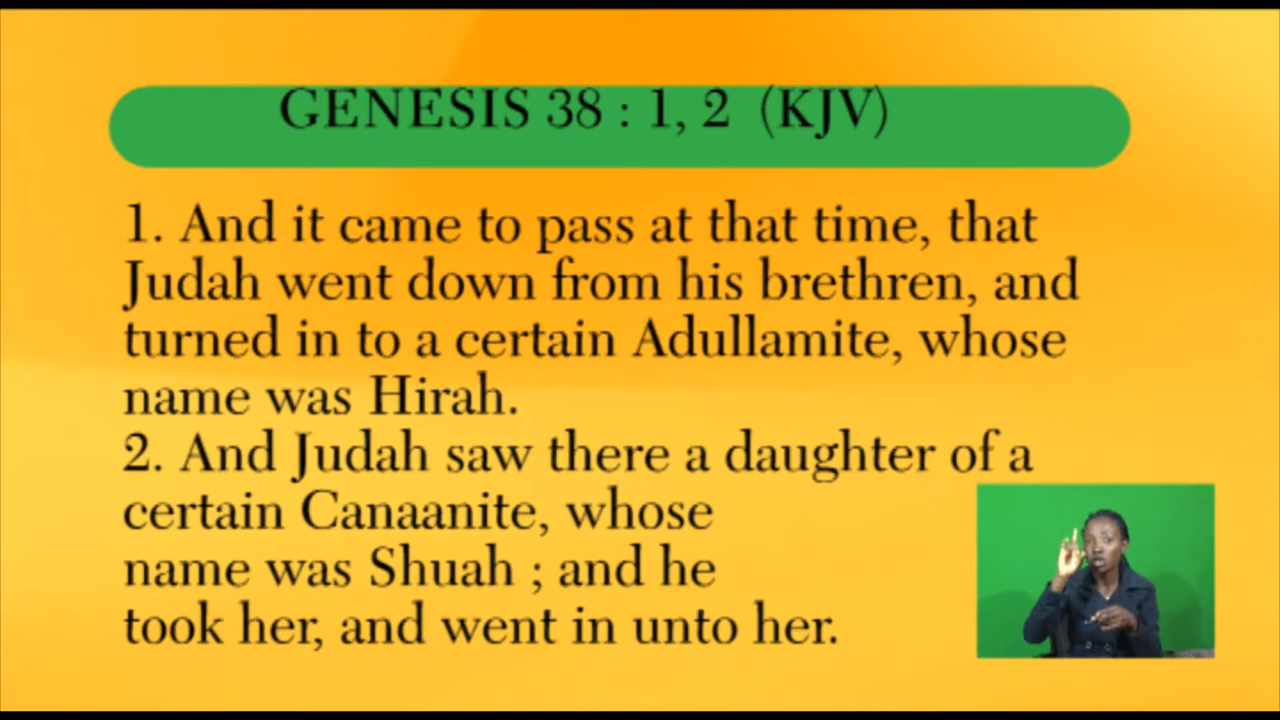 GENESIS 38 : 1, 2 (KJV)
1. And it came to pass at that time, that
Judah went down from his brethren, and
turned in to a certain Adullamite, whose
name was Hirah.
2. And Judah saw there a daughter of a
certain Canaanite, whose
name was Shuah ; and he
took her, and went in unto her.